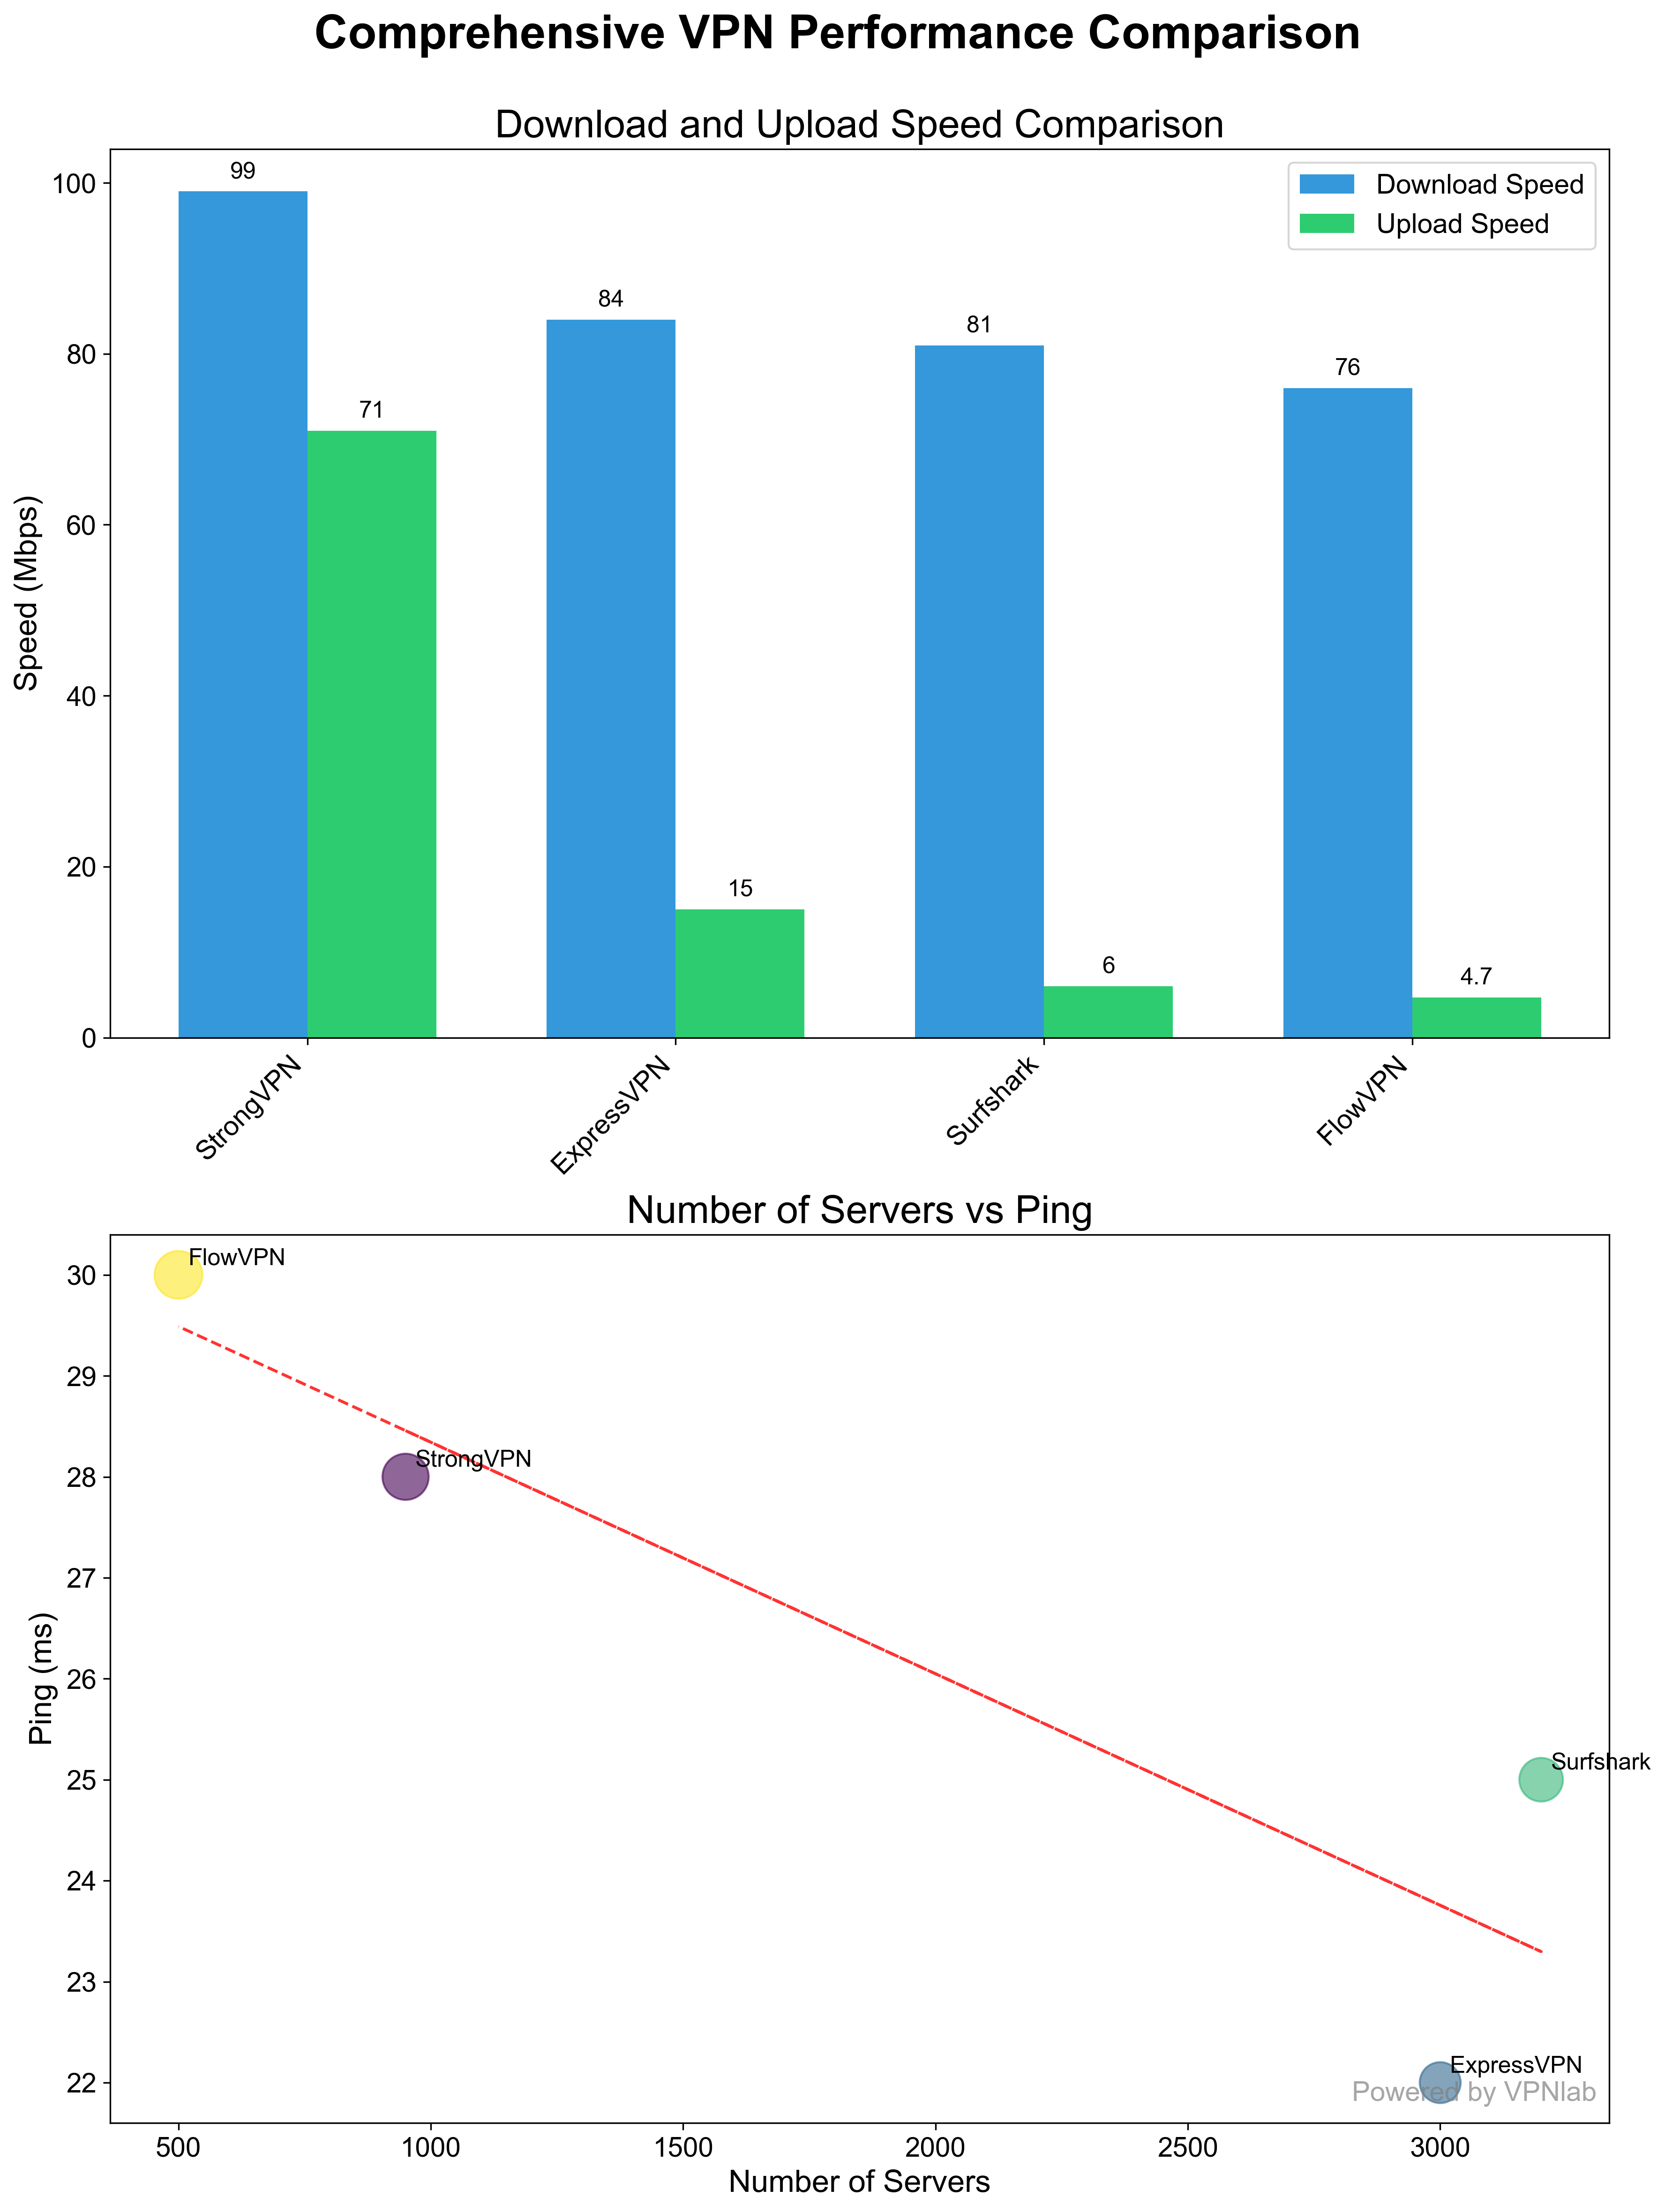 Comprehensive VPN Performance Comparison
Download and Upload Speed Comparison
Download Speed
Upload Speed
Speed (Mbps)
100
80
60
40
20
0
99
71
84
15
81
6
76
4.7
StrongVPN
ExpressVPN
Surfshark
FlowVPN
Number of Servers vs Ping
Ping (ms)
30
29
28
27
26
25
24
23
22
FlowVPN
StrongVPN
Surfshark
ExpressVPN
Powered by VPNlab
500
1000
1500
2000
2500
3000
Number of Servers